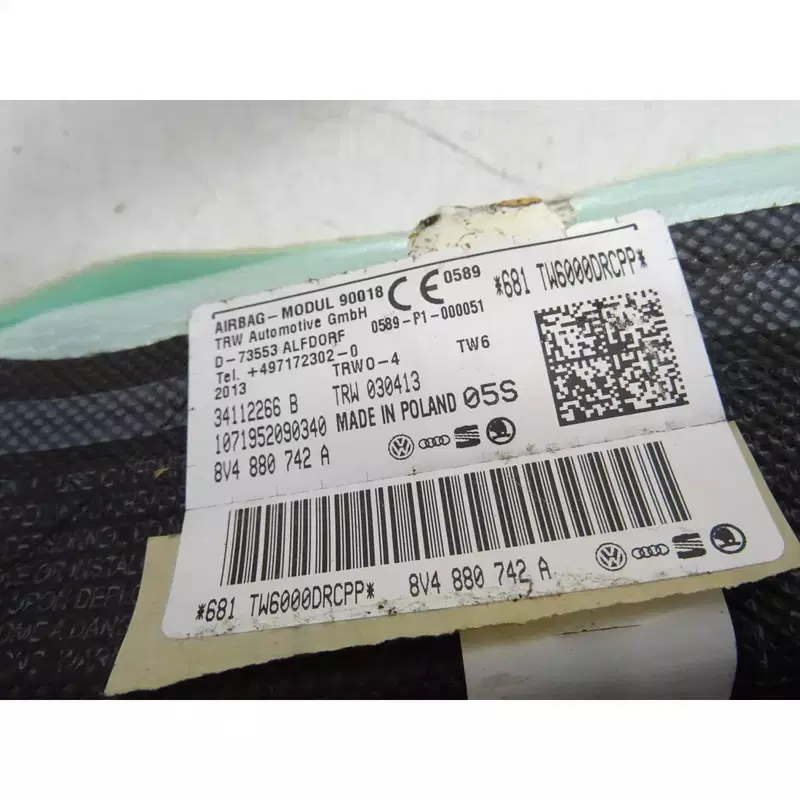 AIRBAG-MODUL 90018 CE 0589 *681 TW6000DRCPP*
TRW Automotive GmbH 0589-P1-000051
D-73553 ALFDORF
Tel. +497172302-0 TRWO-4 TW6
2013
34112266 B TRW 030413
1071952090340 MADE IN POLAND 05S
8V4 880 742 A
*681 TW6000DRCPP* 8V4 880 742 A